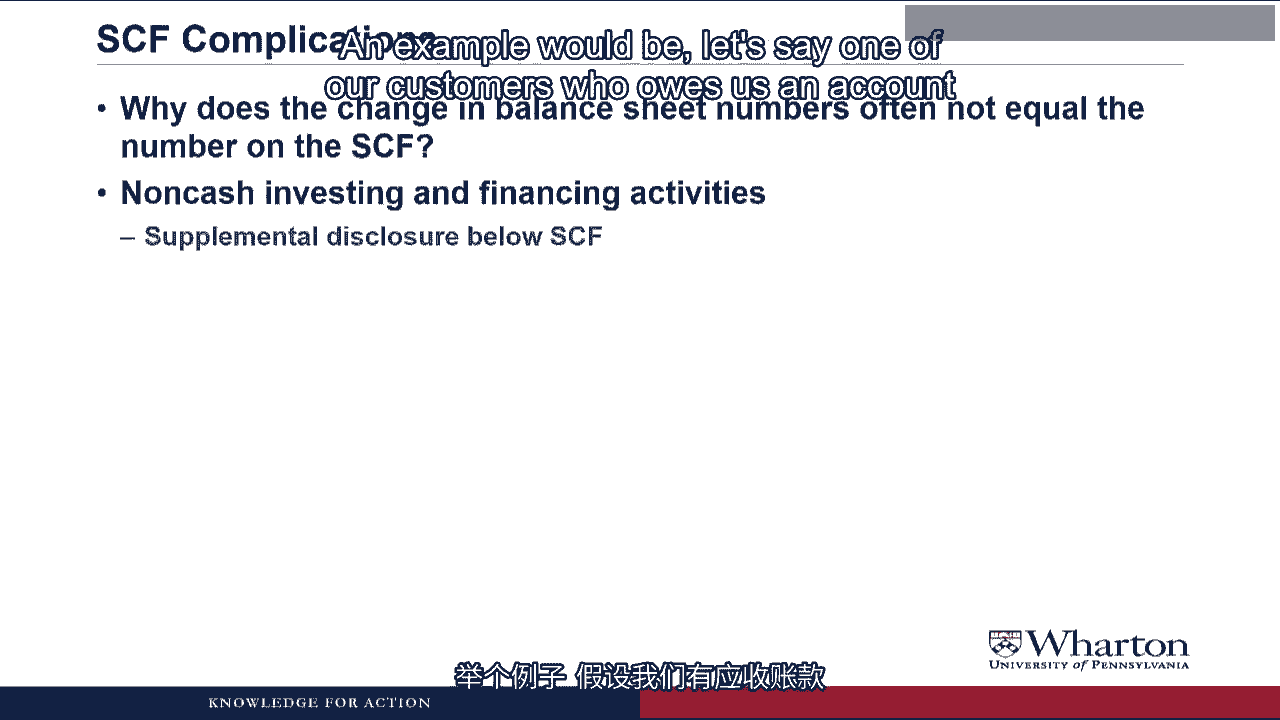 SCF Complications
An example would be, let's say one of
our customers who owes us an account
• Why does the change in balance sheet numbers often not equal the
number on the SCF?
• Noncash investing and financing activities
– Supplemental disclosure below SCF
Wharton
UNIVERSITY of PENNSYLVANIA
举个例子 假设我们有应收账款
KNOWLEDGE FOR ACTION